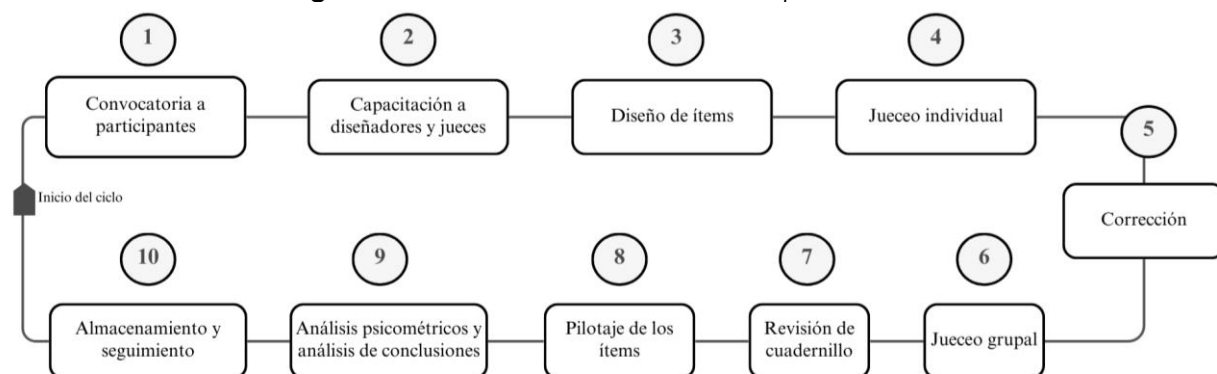 1
2
3
4
Convocatoria a
participantes
Capacitación a
diseñadores y jueces
Diseño de ítems
Jueceo individual
5
Inicio del ciclo
Corrección
10
9
8
7
6
Almacenamiento y
seguimiento
Análisis psicométricos y
análisis de conclusiones
Pilotaje de los
ítems
Revisión de
cuadernillo
Jueceo grupal